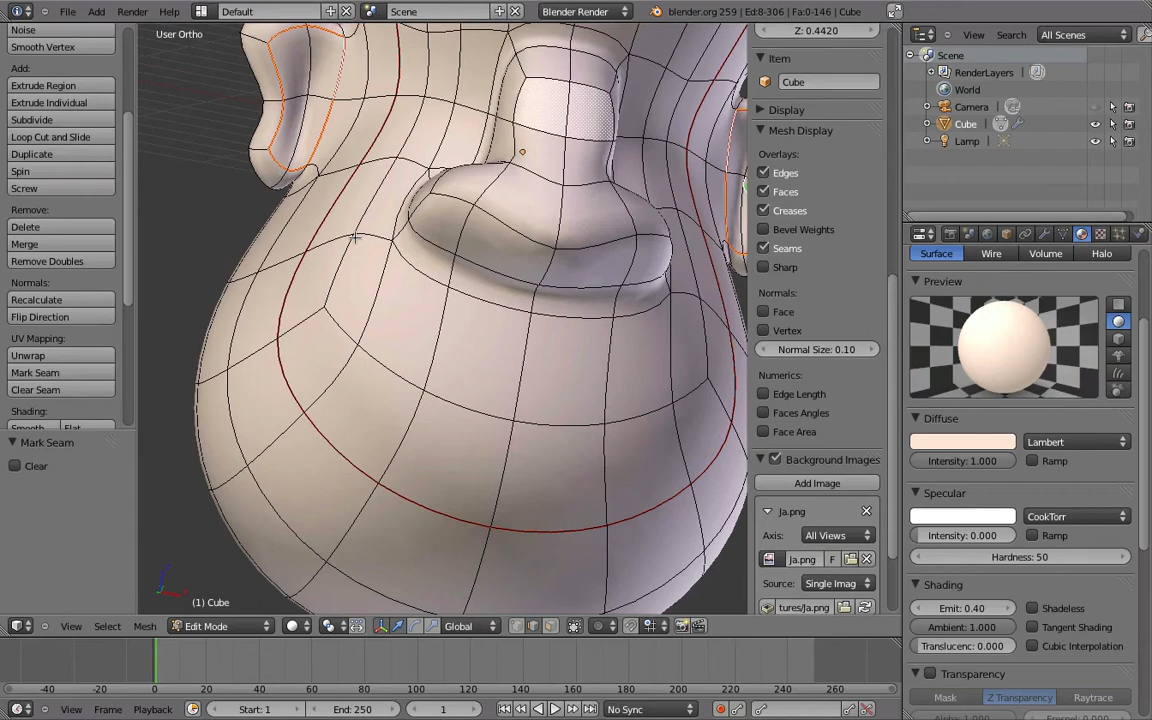 File Add Render Help Default Scene Blender Render blender.org 259 | Ed:8-306 | Fa:0-146 | Cube
Noise
Smooth Vertex
Add:
Extrude Region
Extrude Individual
Subdivide
Loop Cut and Slide
Duplicate
Spin
Screw
Remove:
Delete
Merge
Remove Doubles
Normals:
Recalculate
Flip Direction
UV Mapping:
Unwrap
Mark Seam
Clear Seam
Shading:
Smooth Flat
Mark Seam
Clear
User Ortho
(1) Cube
Z: 0.4420
Item
Cube
Display
Mesh Display
Overlays:
Edges
Faces
Creases
Bevel Weights
Seams
Sharp
Normals:
Face
Vertex
Normal Size: 0.10
Numerics:
Edge Length
Faces Angles
Face Area
Background Images
Add Image
Ja.png
Axis: All Views
Ja.png F
Source: Single Imag
tures/Ja.png
View Search All Scenes
Scene
RenderLayers
World
Camera
Cube
Lamp
Surface Wire Volume Halo
Preview
Diffuse
Lambert
Intensity: 1.000 Ramp
Specular
CookTorr
Intensity: 0.000 Ramp
Hardness: 50
Shading
Emit: 0.40 Shadeless
Ambient: 1.000 Tangent Shading
Translucenc: 0.000 Cubic Interpolation
Transparency
Mask Z Transparency Raytrace
View Select Mesh Edit Mode Global
-40 -20 0 20 40 60 80 100 120 140 160 180 200 220 240 260
View Frame Playback Start: 1 End: 250 1 No Sync